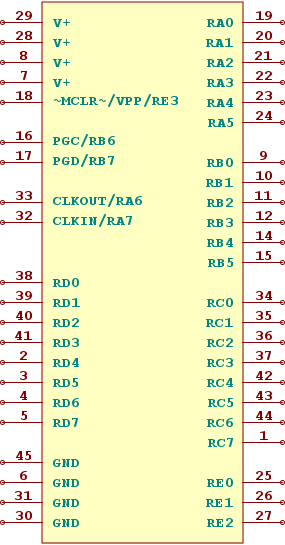 29 V+ RA0 19
28 V+ RA1 20
8 V+ RA2 21
7 V+ RA3 22
18 ~MCLR~/VPP/RE3 RA4 23
RA5 24
16 PGC/RB6
17 PGD/RB7 RB0 9
RB1 10
33 CLKOUT/RA6 RB2 11
32 CLKIN/RA7 RB3 12
RB4 14
RB5 15
38 RD0
39 RD1 RC0 34
40 RD2 RC1 35
41 RD3 RC2 36
2 RD4 RC3 37
3 RD5 RC4 42
4 RD6 RC5 43
5 RD7 RC6 44
RC7 1
45 GND
6 GND RE0 25
31 GND RE1 26
30 GND RE2 27